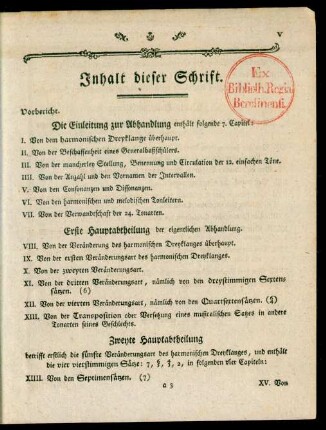 V
Inhalt dieser Schrift.
Ex
Biblioth. Regia
Berolinensi.
Vorbericht.
Die Einleitung zur Abhandlung enthält folgende 7. Capitel:
I. Von dem harmonischen Dreyklange überhaupt.
II. Von der Beschaffenheit eines Generalbaßschülers.
III. Von der mancherley Stellung, Benennung und Circulation der 12. einfachen Töne.
IIII. Von der Anzahl und den Vornamen der Intervallen.
V. Von den Consonanzen und Dissonanzen.
VI. Von den harmonischen und melodischen Tonleitern.
VII. Von der Verwandschaft der 24. Tonarten.
Erste Hauptabtheilung der eigentlichen Abhandlung.
VIII. Von der Veränderung des harmonischen Dreyklanges überhaupt.
IX. Von der ersten Veränderungsart des harmonischen Dreyklanges.
X. Von der zweyten Veränderungsart.
XI. Von der dritten Veränderungsart, nämlich von den dreystimmigen Sexten-
sätzen. (6)
XII. Von der vierten Veränderungsart, nämlich von den Quartsextensätzen.
XIII. Von der Transposition oder Versetzung eines musicalischen Satzes in andere
Tonarten seines Geschlechts.
Zweyte Hauptabtheilung
betrifft erstlich die fünfte Veränderungsart des harmonischen Dreyklanges, und enthält
die vier vierstimmigen Sätze: 7, in folgenden vier Capiteln:
XIIII. Von den Septimensätzen. (7)
a 3 XV. Von